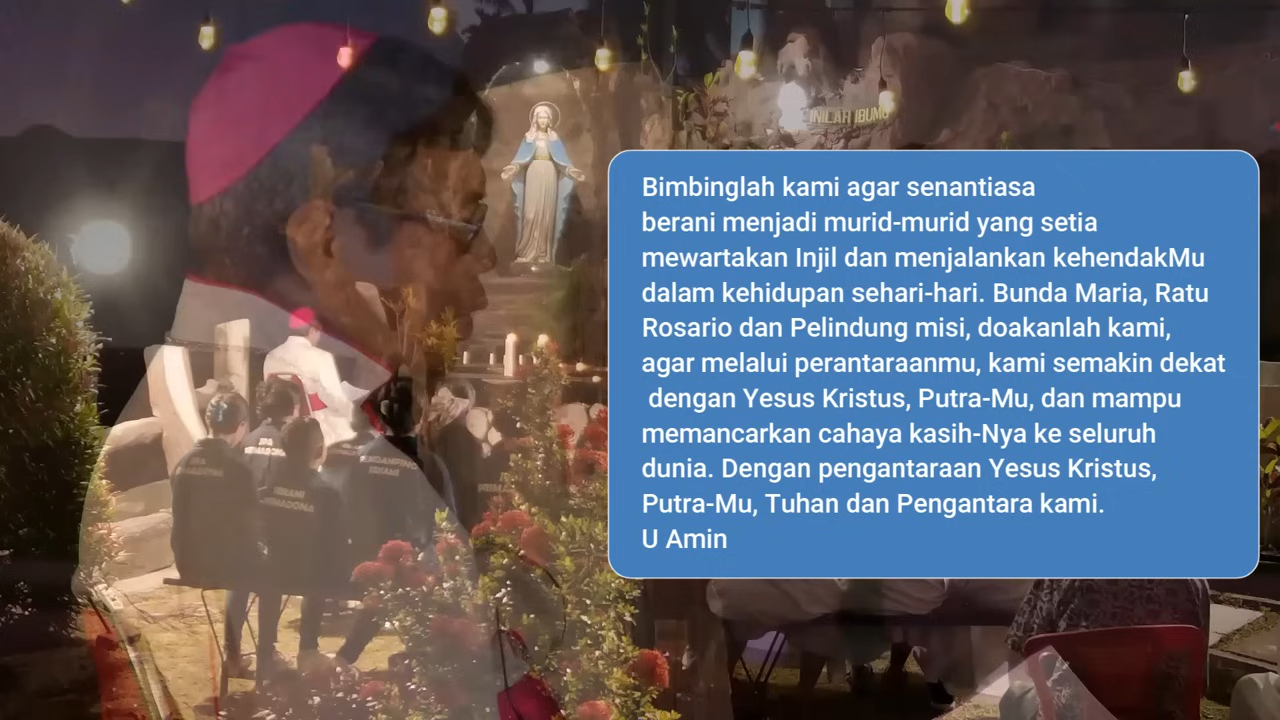 INILAH IBUMU
Bimbinglah kami agar senantiasa
berani menjadi murid-murid yang setia
mewartakan Injil dan menjalankan kehendakMu
dalam kehidupan sehari-hari. Bunda Maria, Ratu
Rosario dan Pelindung misi, doakanlah kami,
agar melalui perantaraanmu, kami semakin dekat
dengan Yesus Kristus, Putra-Mu, dan mampu
memancarkan cahaya kasih-Nya ke seluruh
dunia. Dengan pengantaraan Yesus Kristus,
Putra-Mu, Tuhan dan Pengantara kami.
U Amin